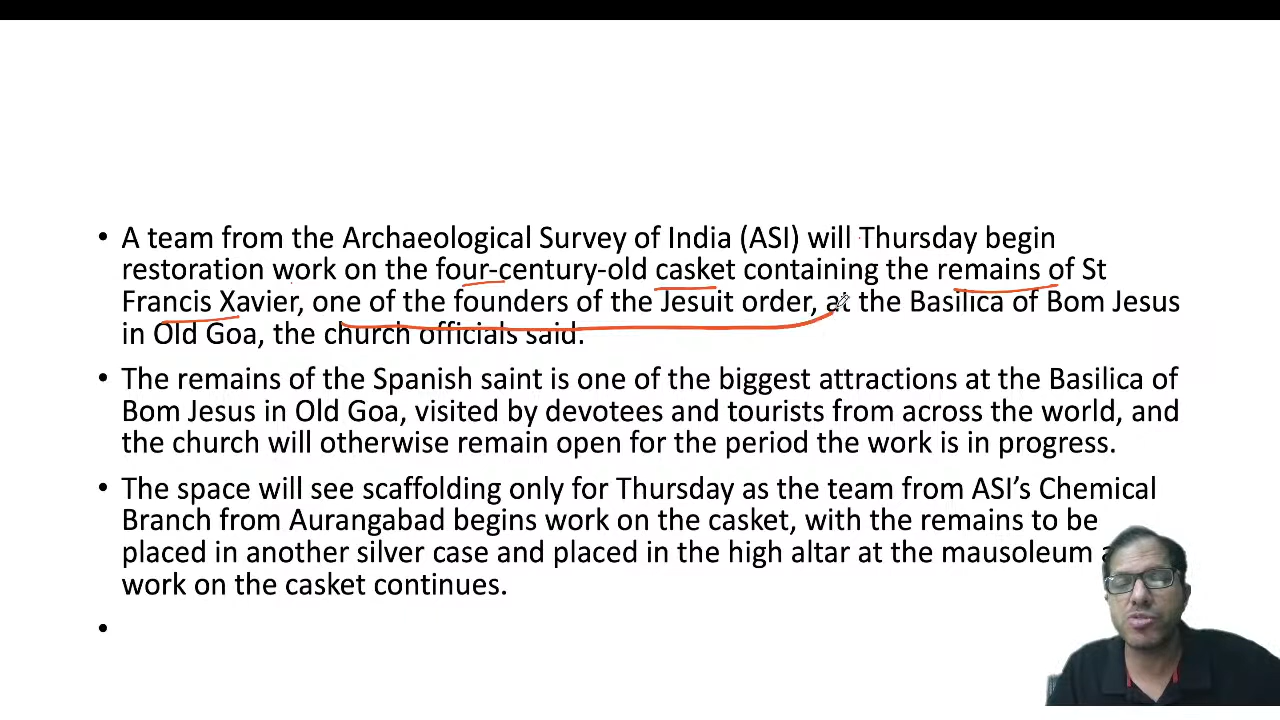 • A team from the Archaeological Survey of India (ASI) will Thursday begin
restoration work on the four-century-old casket containing the remains of St
Francis Xavier, one of the founders of the Jesuit order, at the Basilica of Bom Jesus
in Old Goa, the church officials said.
• The remains of the Spanish saint is one of the biggest attractions at the Basilica of
Bom Jesus in Old Goa, visited by devotees and tourists from across the world, and
the church will otherwise remain open for the period the work is in progress.
• The space will see scaffolding only for Thursday as the team from ASI’s Chemical
Branch from Aurangabad begins work on the casket, with the remains to be
placed in another silver case and placed in the high altar at the mausoleum
work on the casket continues.
•